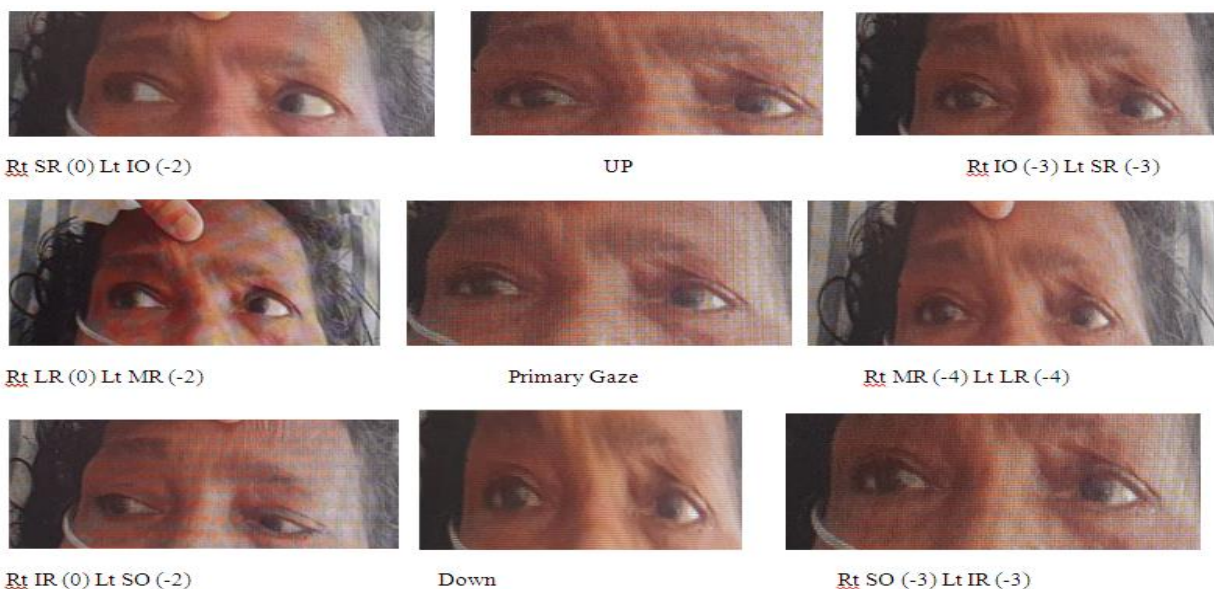 Rt SR (0) Lt IO (-2)
UP
Rt IO (-3) Lt SR (-3)
Rt LR (0) Lt MR (-2)
Primary Gaze
Rt MR (-4) Lt LR (-4)
Rt IR (0) Lt SO (-2)
Down
Rt SO (-3) Lt IR (-3)